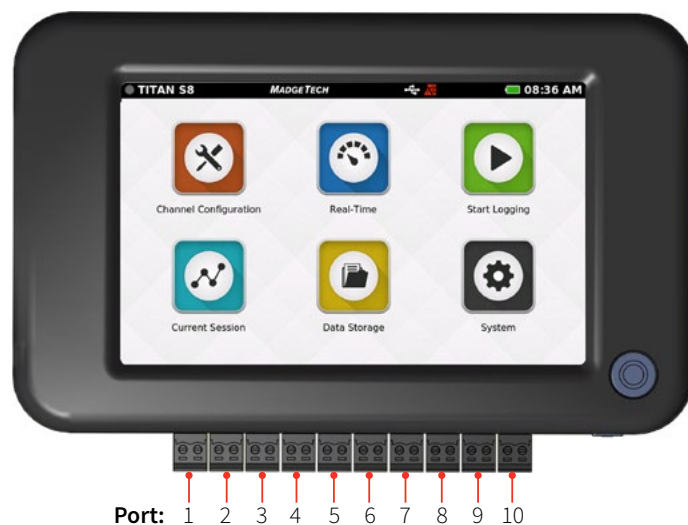 TITAN S8 MADGETECH 08:36 AM
Channel Configuration Real-Time Start Logging
Current Session Data Storage System
Port: 1 2 3 4 5 6 7 8 9 10